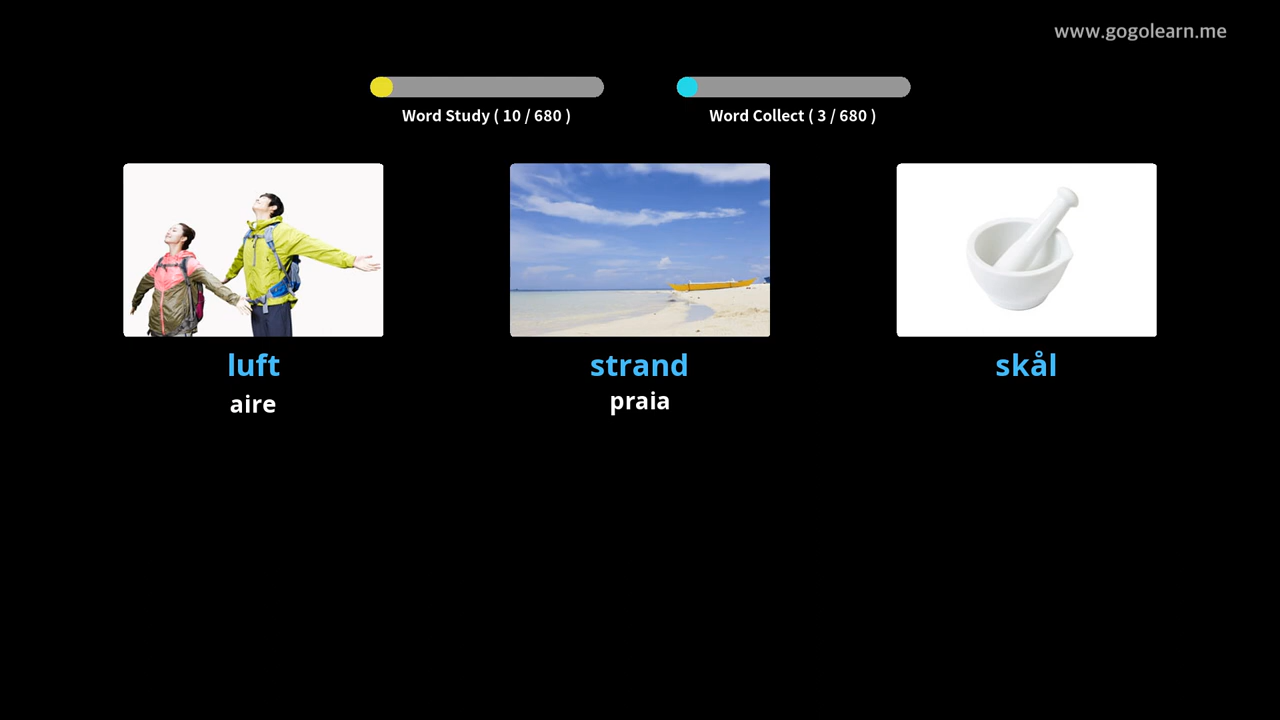 www.gogolearn.me
Word Study ( 10 / 680 )
Word Collect ( 3 / 680 )
luft
strand
skål
aire
praia